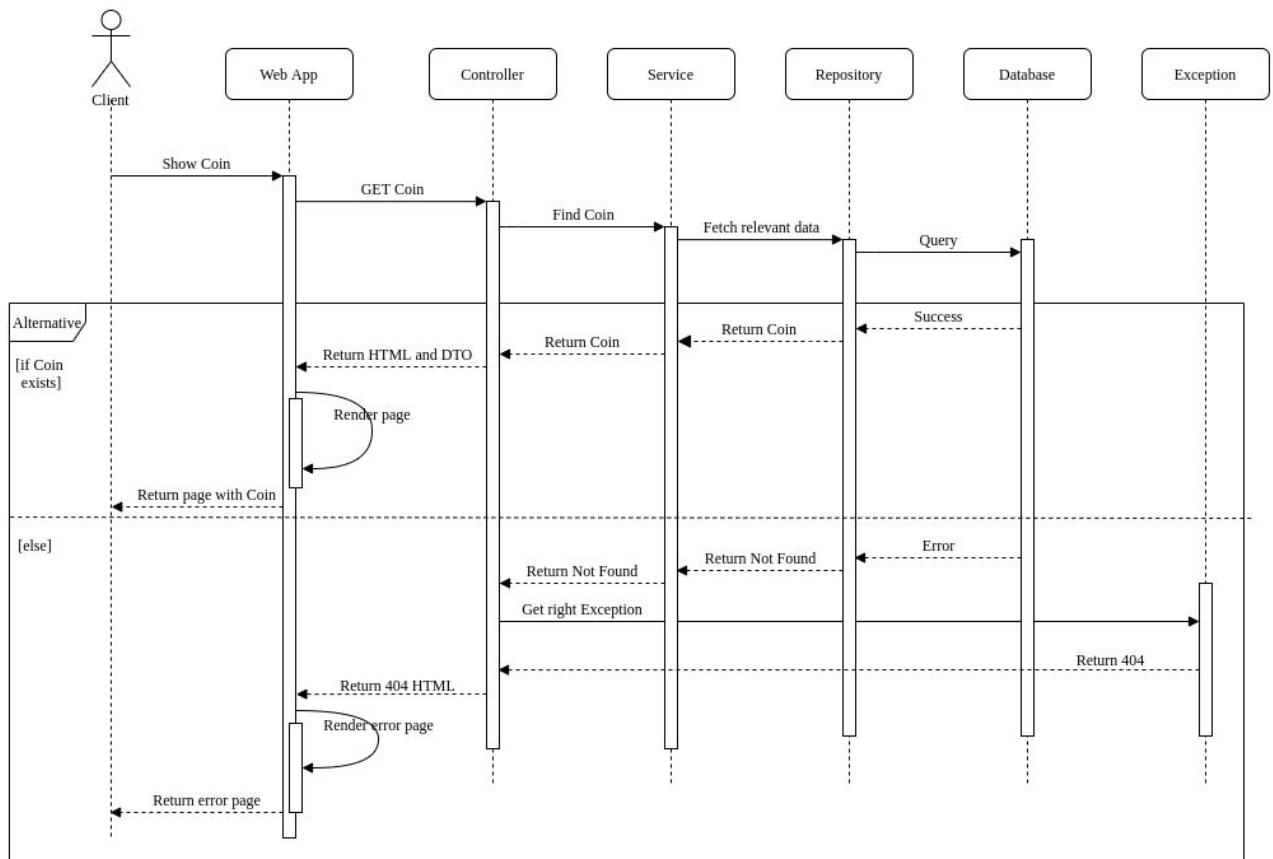 Client
Web App
Controller
Service
Repository
Database
Exception
Show Coin
GET Coin
Find Coin
Fetch relevant data
Query
Alternative
[if Coin
exists]
Success
Return Coin
Return Coin
Return HTML and DTO
Render page
Return page with Coin
[else]
Error
Return Not Found
Return Not Found
Get right Exception
Return 404
Return 404 HTML
Render error page
Return error page